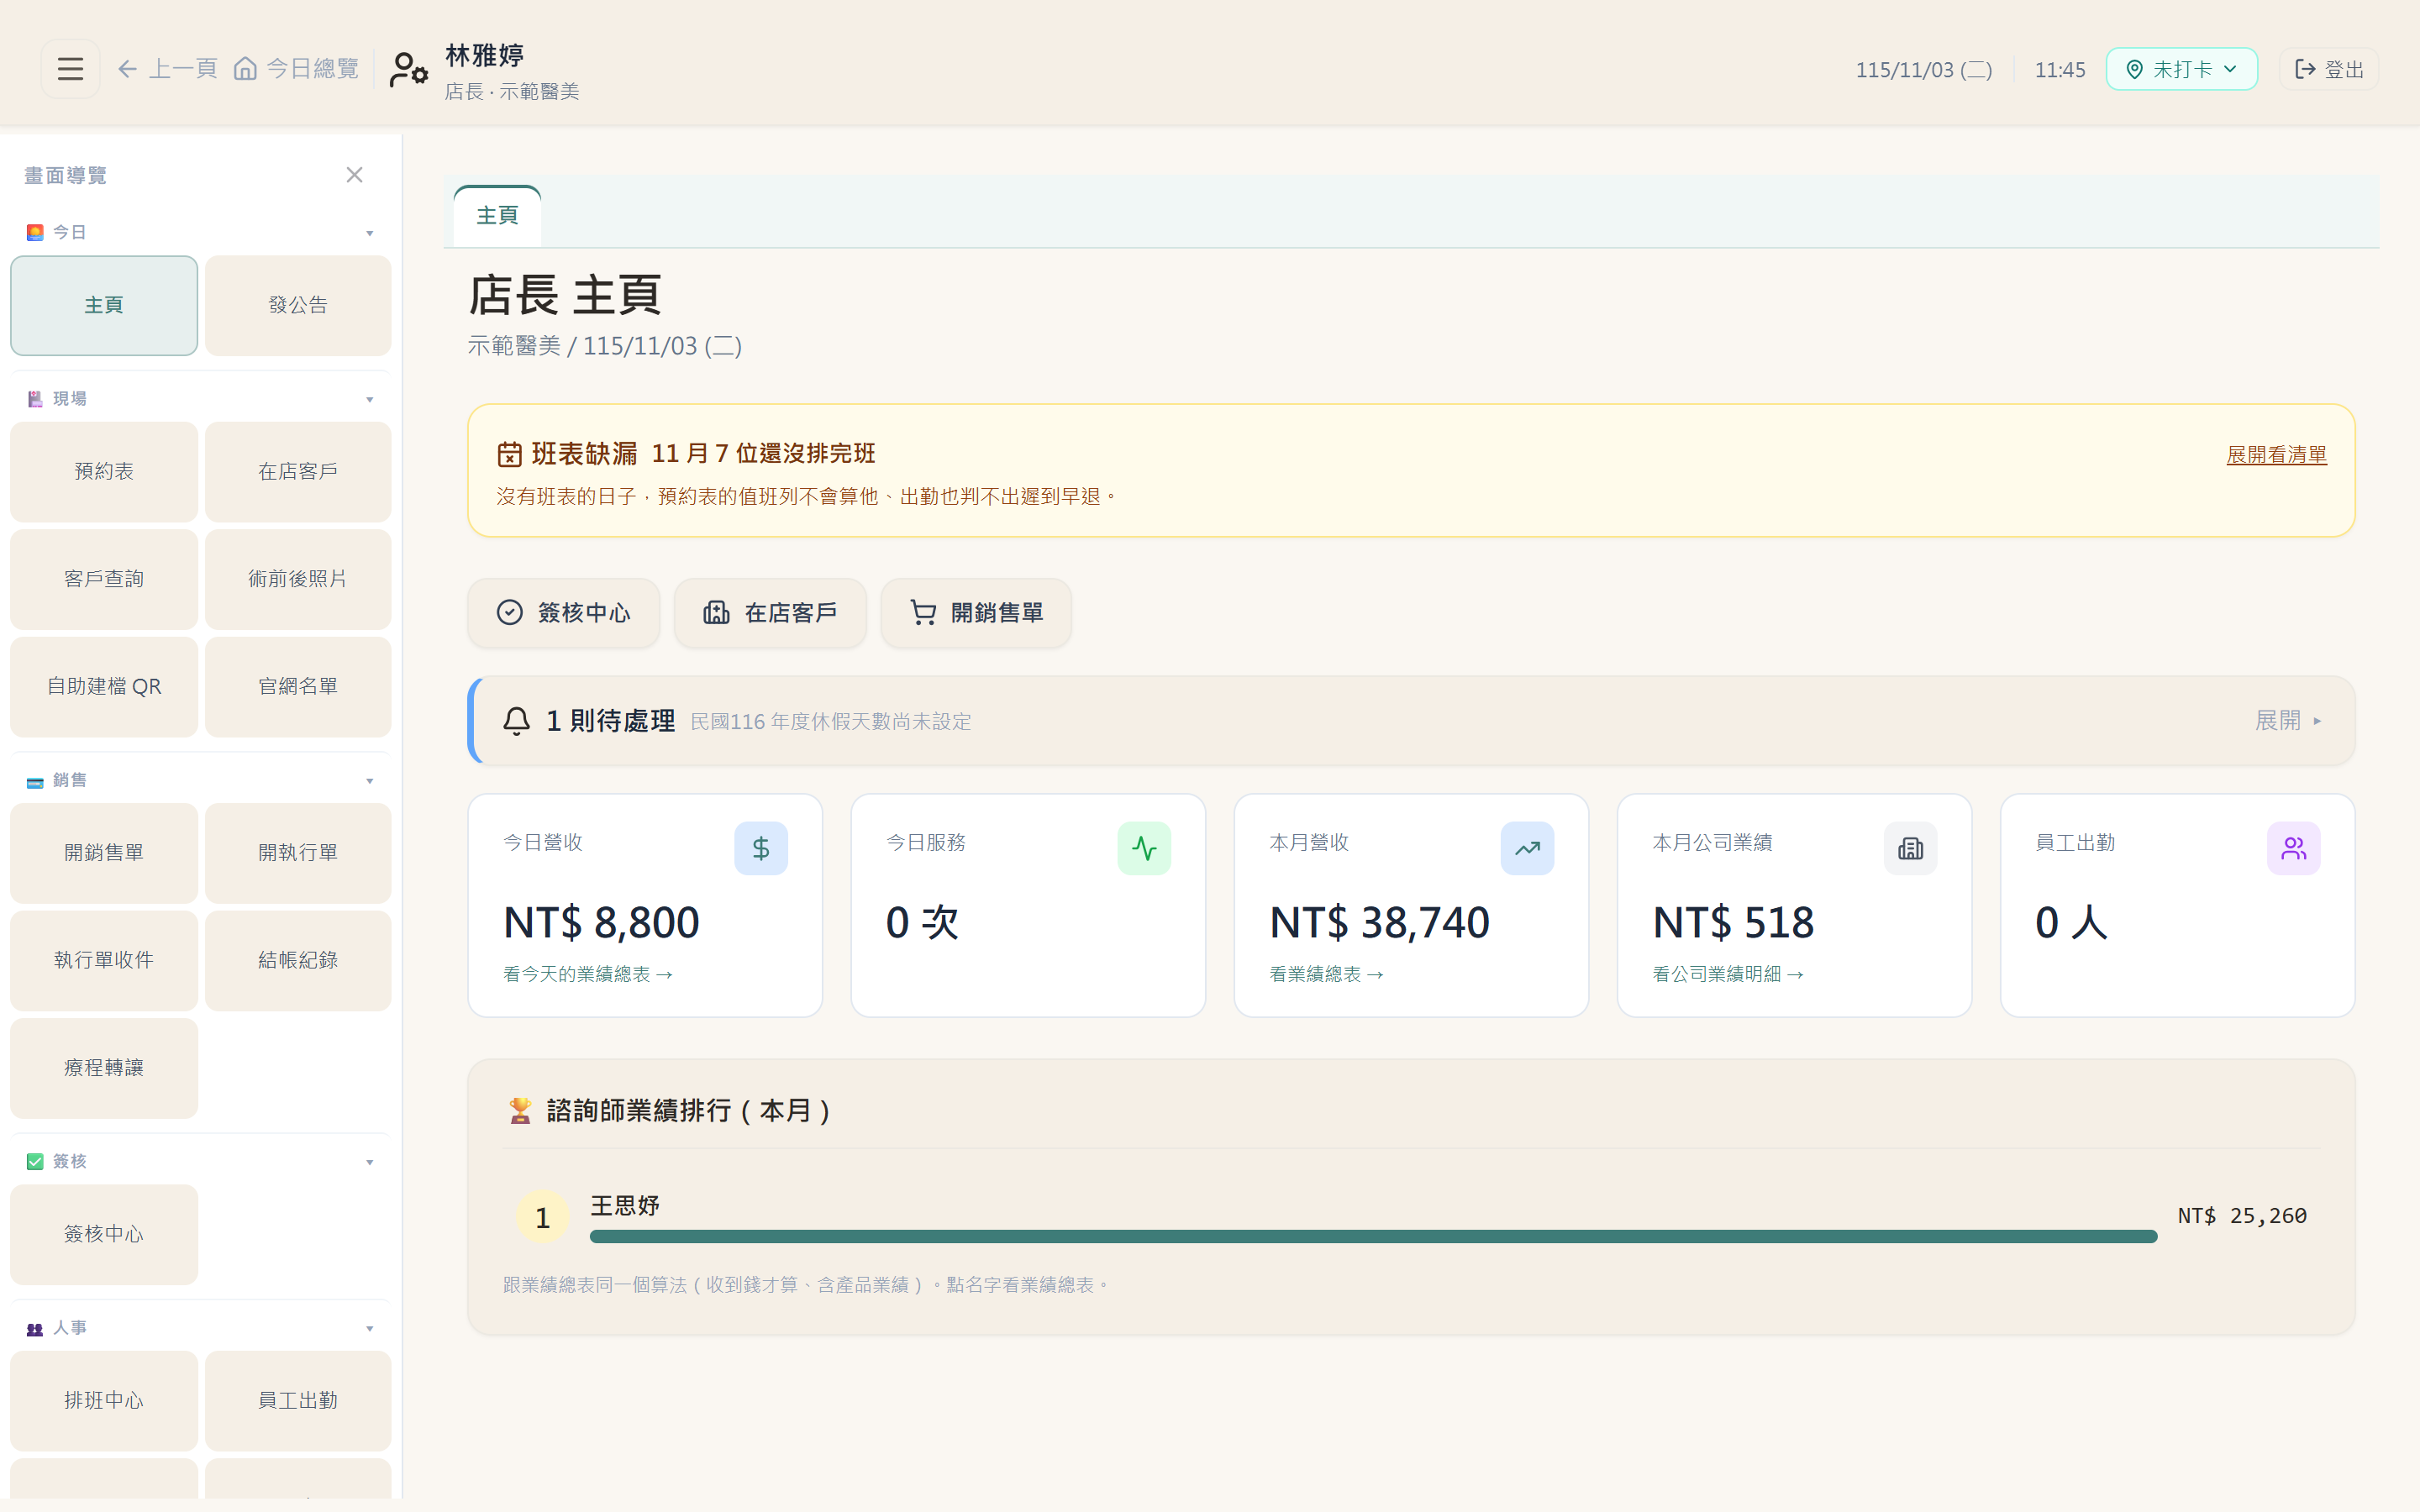 上一頁 今日總覽
林雅婷
店長 · 示範醫美
115/11/03 (二)
11:45
未打卡
登出
畫面導覽
今日
主頁
發公告
現場
預約表
在店客戶
客戶查詢
術前後照片
自助建檔 QR
官網名單
銷售
開銷售單
開執行單
執行單收件
結帳紀錄
療程轉讓
簽核
簽核中心
人事
排班中心
員工出勤
主頁
店長 主頁
示範醫美 / 115/11/03 (二)
班表缺漏 11 月 7 位還沒排完班
展開看清單
沒有班表的日子，預約表的值班列不會算他、出勤也判不出遲到早退。
簽核中心
在店客戶
開銷售單
1 則待處理 民國116 年度休假天數尚未設定
展開 ▸
今日營收
NT$ 8,800
看今天的業績總表 →
今日服務
0 次
本月營收
NT$ 38,740
看業績總表 →
本月公司業績
NT$ 518
看公司業績明細 →
員工出勤
0 人
諮詢師業績排行（本月）
1
王思妤
NT$ 25,260
跟業績總表同一個算法（收到錢才算、含產品業績）。點名字看業績總表。